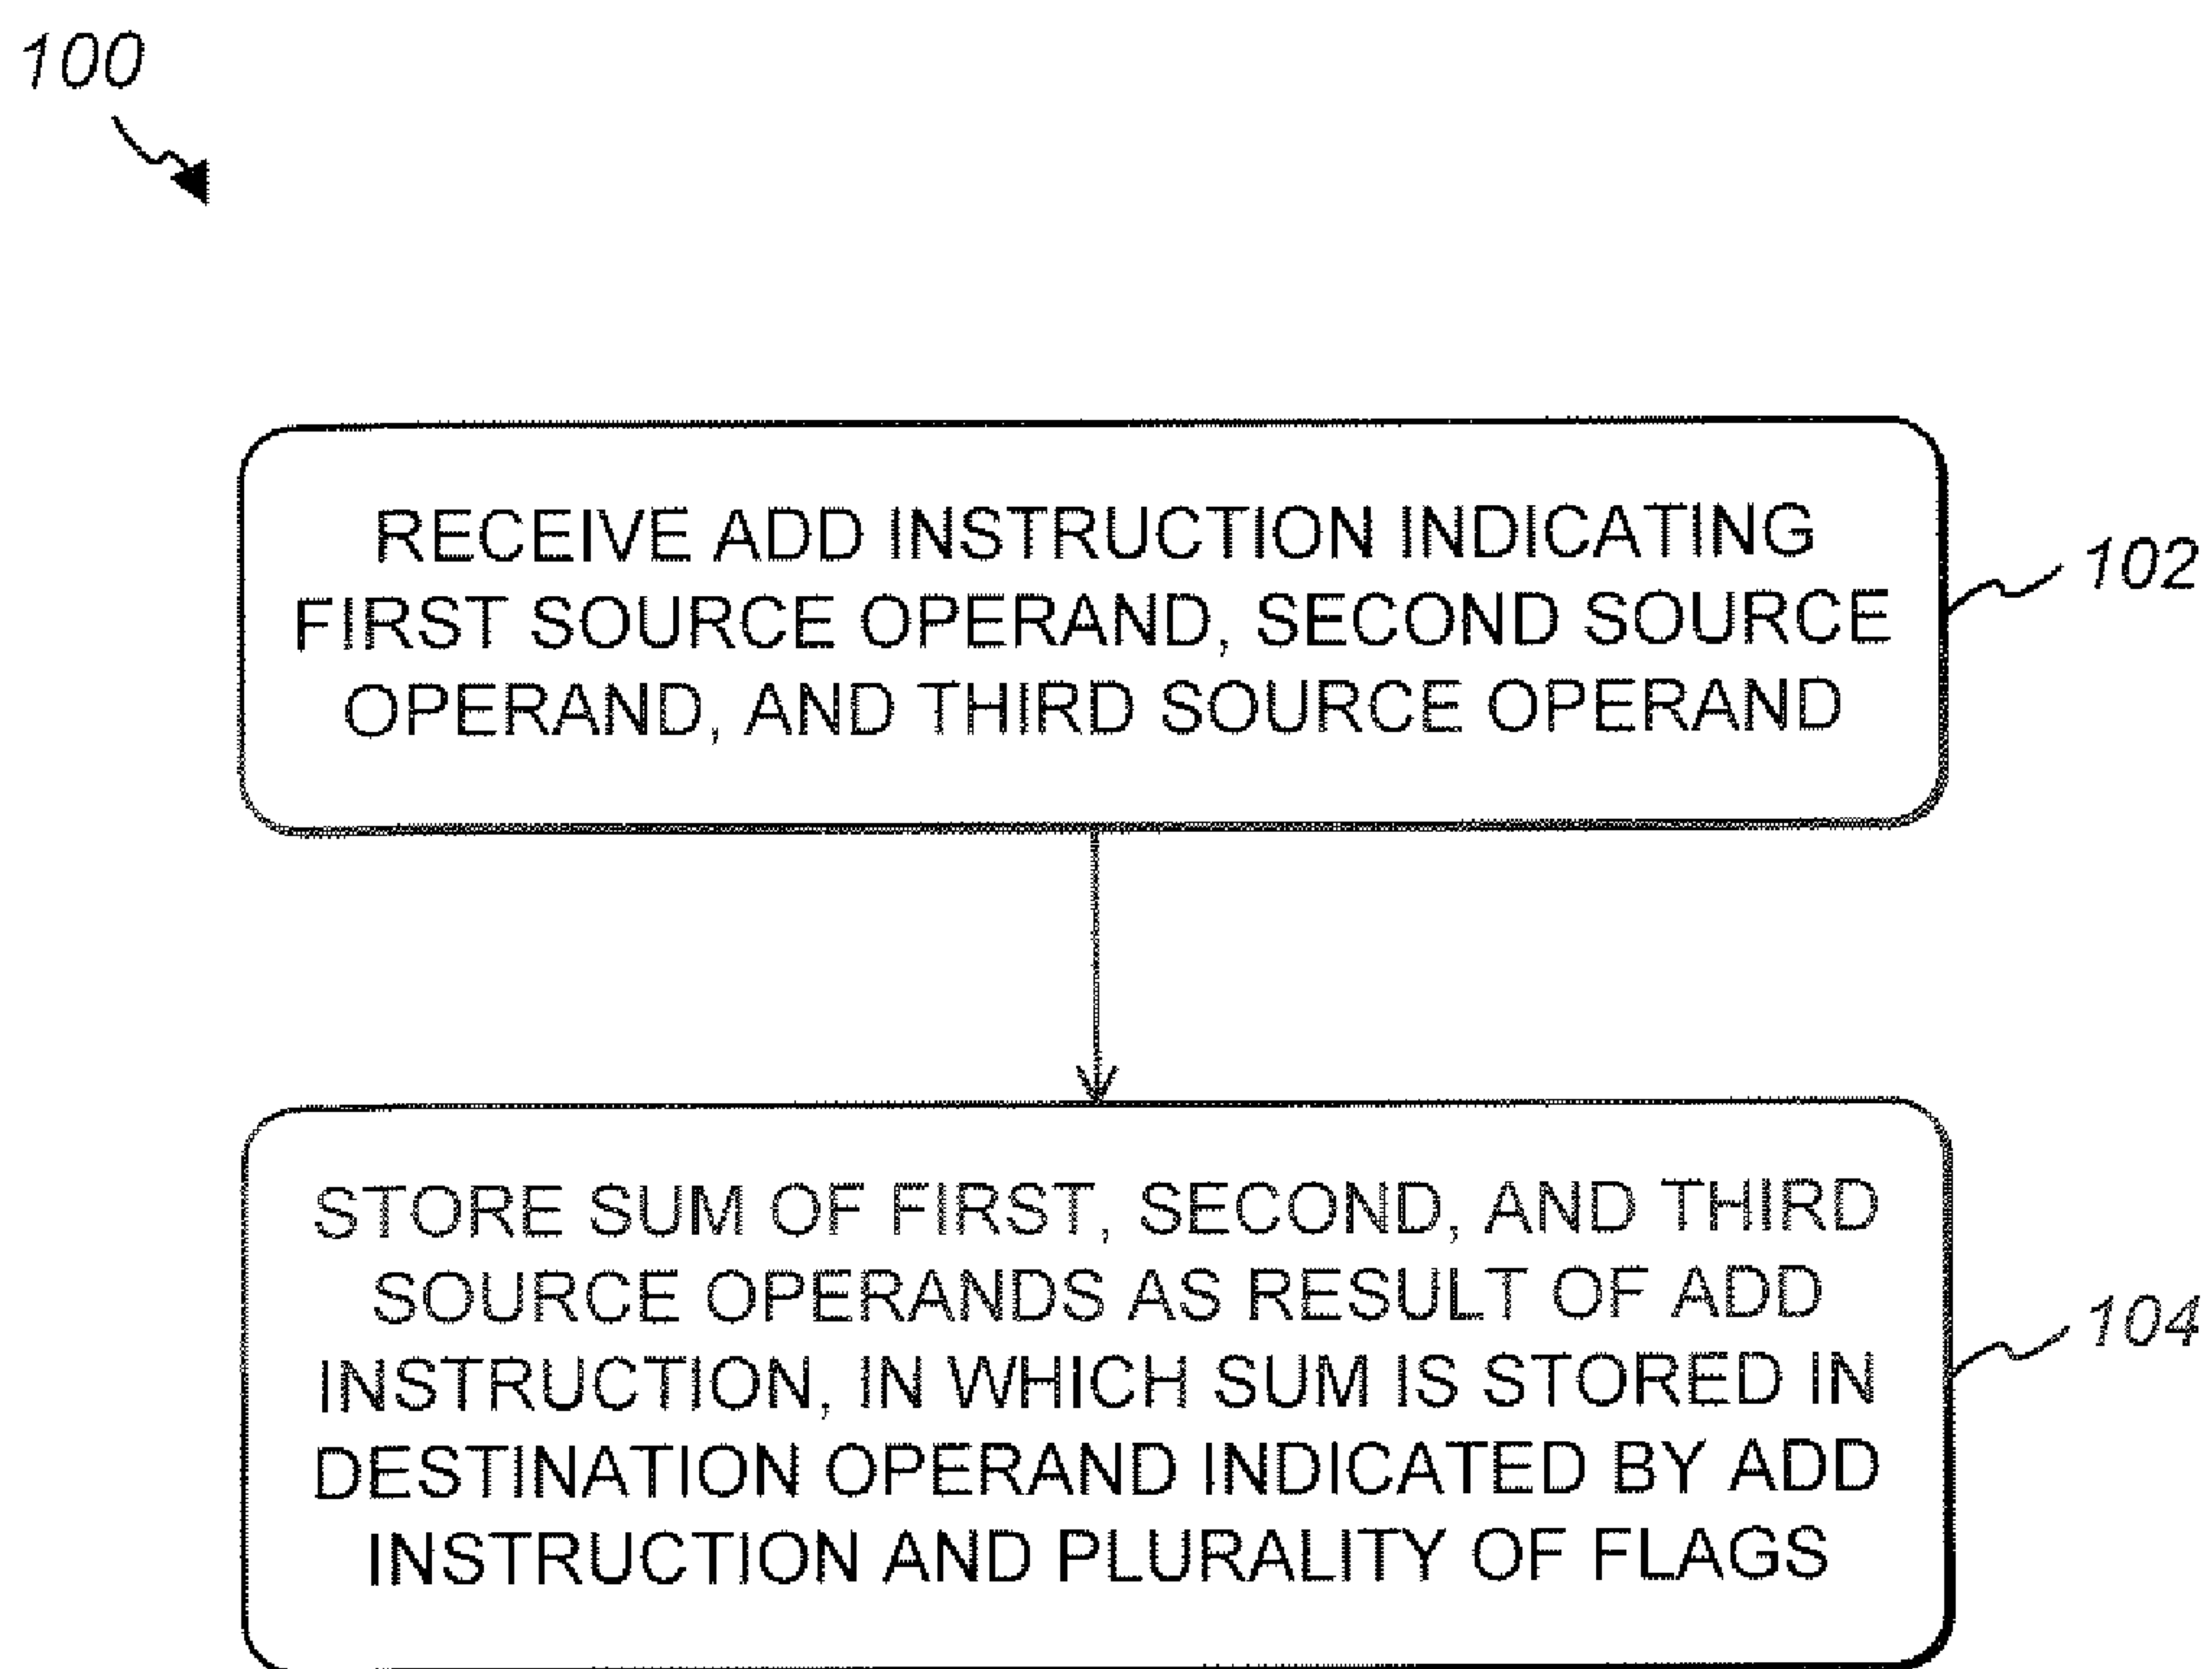 100
RECEIVE ADD INSTRUCTION INDICATING
FIRST SOURCE OPERAND, SECOND SOURCE
OPERAND, AND THIRD SOURCE OPERAND
102
STORE SUM OF FIRST, SECOND, AND THIRD
SOURCE OPERANDS AS RESULT OF ADD
INSTRUCTION, IN WHICH SUM IS STORED IN
DESTINATION OPERAND INDICATED BY ADD
INSTRUCTION AND PLURALITY OF FLAGS
104